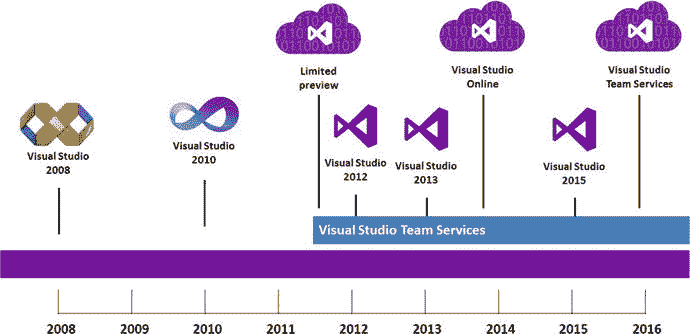 Limited
preview
Visual Studio
Online
Visual Studio
Team Services
Visual Studio
2008
Visual Studio
2010
Visual Studio
2012
Visual Studio
2013
Visual Studio
2015
Visual Studio Team Services
2008
2009
2010
2011
2012
2013
2014
2015
2016